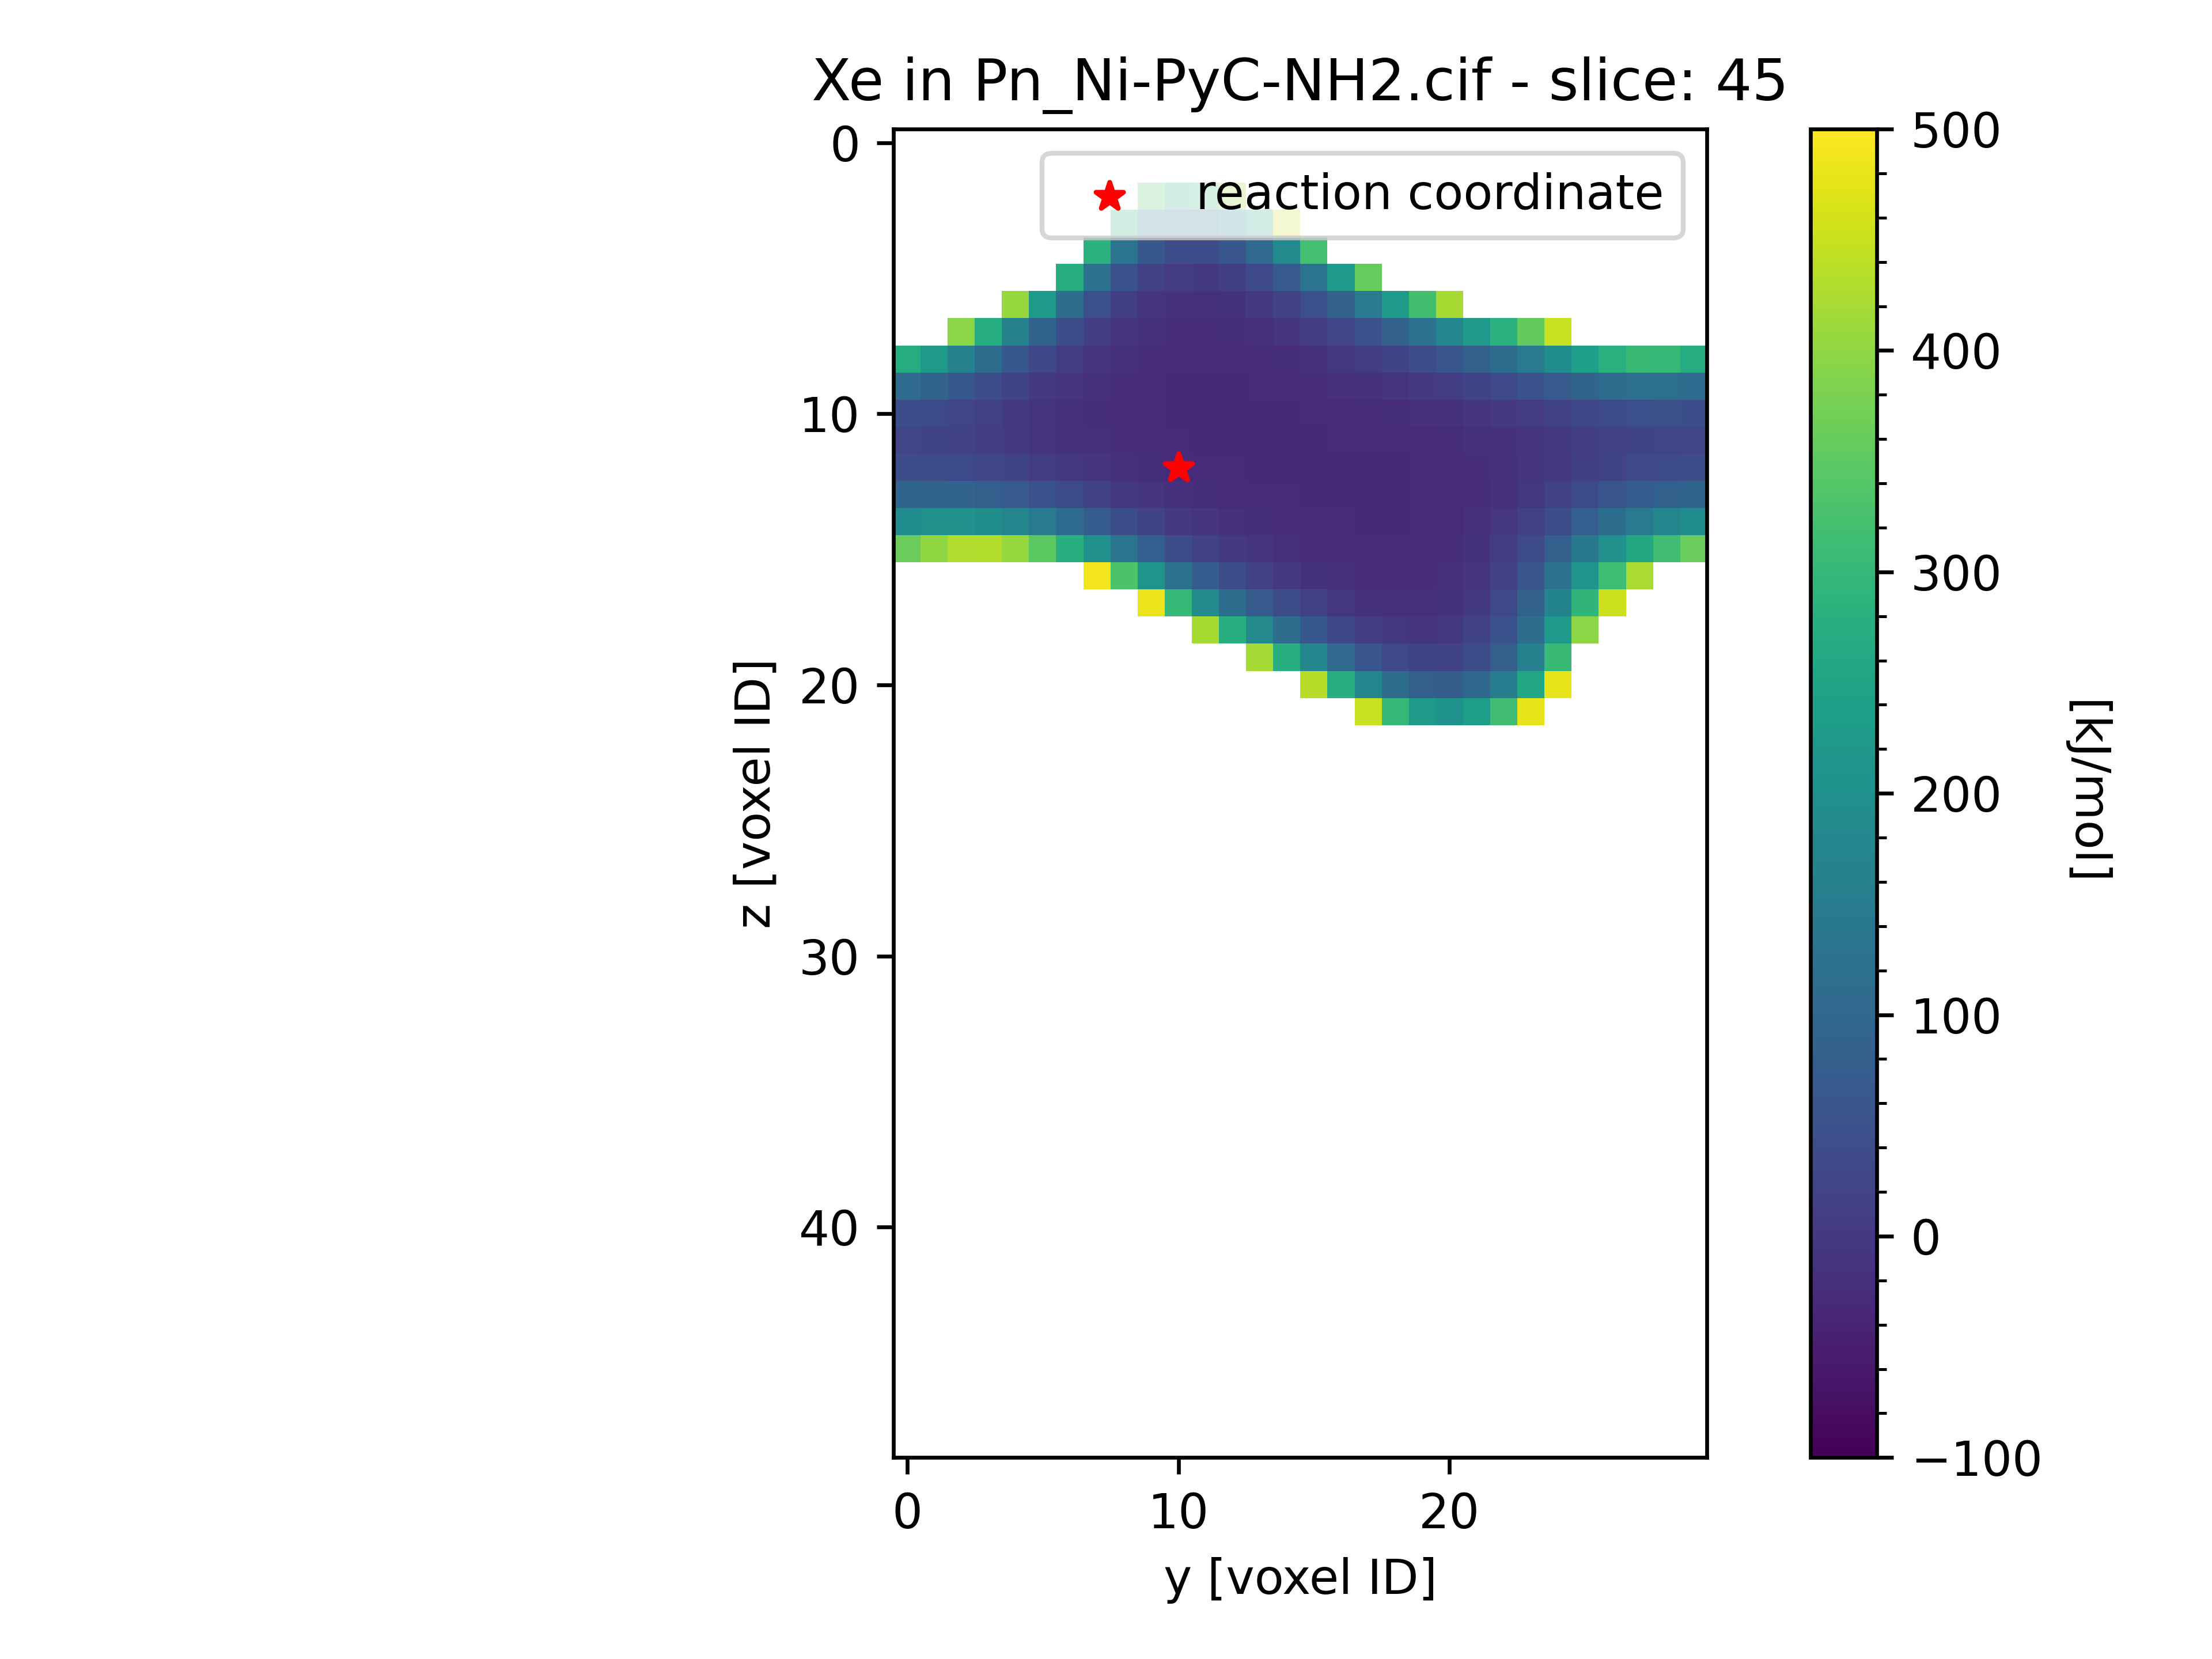 Xe in Pn_Ni-PyC-NH2.cif - slice: 45
reaction coordinate
0
10
20
30
40
z [voxel ID]
0 10 20
y [voxel ID]
500
400
300
200
100
0
−100
[kJ/mol]